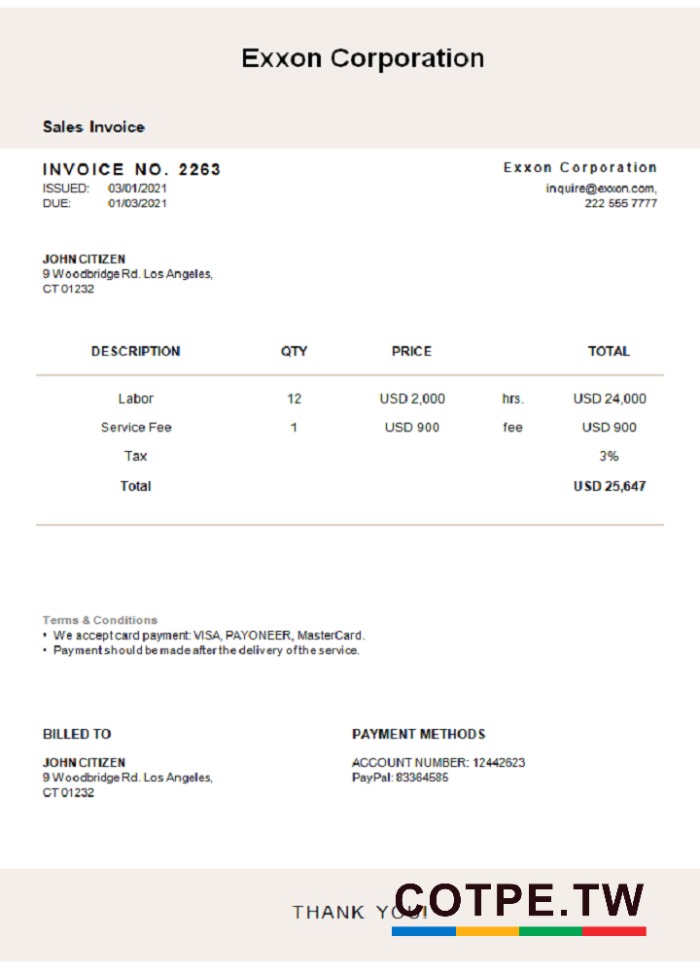 Exxon Corporation
Sales Invoice
INVOICE NO. 2263
ISSUED: 03/01/2021
DUE: 01/03/2021
Exxon Corporation
inquire@exxon.com,
222 555 7777
JOHN CITIZEN
9 Woodbridge Rd. Los Angeles,
CT 01232
DESCRIPTION QTY PRICE TOTAL
Labor 12 USD 2,000 hrs. USD 24,000
Service Fee 1 USD 900 fee USD 900
Tax 3%
Total USD 25,647
Terms & Conditions
• We accept card payment: VISA, PAYONEER, MasterCard.
• Payment should be made after the delivery of the service.
BILLED TO
JOHN CITIZEN
9 Woodbridge Rd. Los Angeles,
CT 01232
PAYMENT METHODS
ACCOUNT NUMBER: 12442623
PayPal: 83364585
THANK YOU!
COTPE.TW